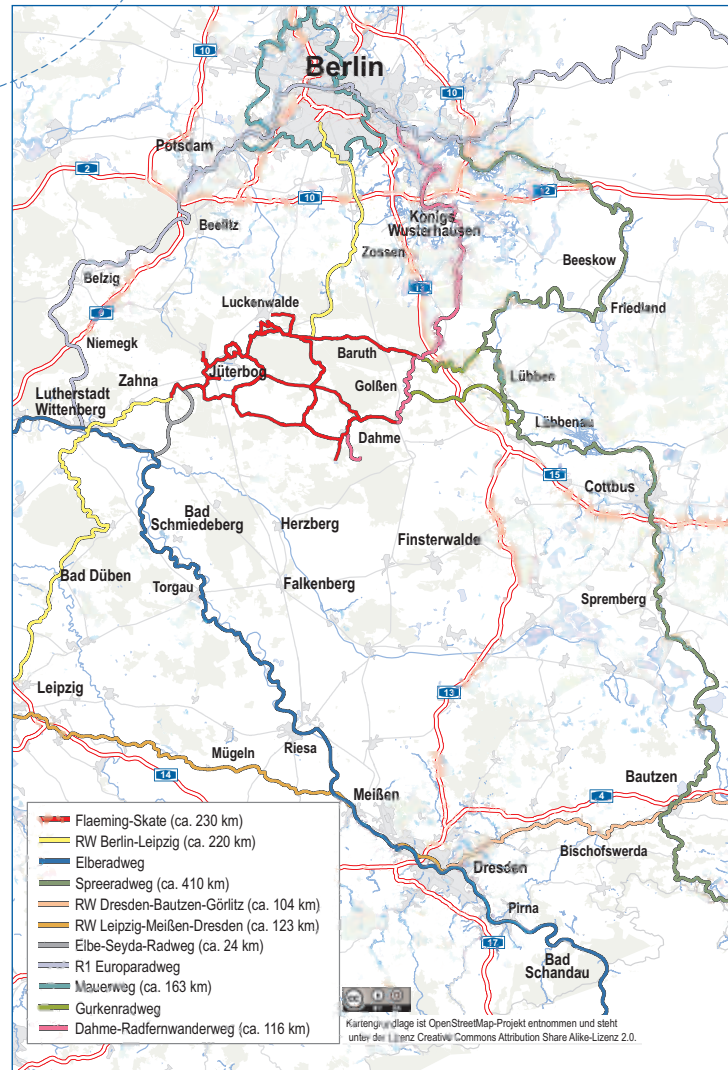 10
Berlin
10
Potsdam
2
10
12
Beelitz
Königs
Wusterhausen
Zossen
Beeskow
Belzig
13
Luckenwalde
Friedland
9
Niemegk
Baruth
Zahna
Jüterbog
Golßen
Lübben
Lutherstadt
Wittenberg
Dahme
Lübbenau
15
Cottbus
Bad
Schmiedeberg
Herzberg
Finsterwalde
Bad Düben
Torgau
Falkenberg
Spremberg
Leipzig
13
Riesa
Mügeln
14
Bautzen
Meißen
4
Bischofswerda
Dresden
Pirna
17
Bad
Schandau
Flaeming-Skate (ca. 230 km)
RW Berlin-Leipzig (ca. 220 km)
Elberadweg
Spreeradweg (ca. 410 km)
RW Dresden-Bautzen-Görlitz (ca. 104 km)
RW Leipzig-Meißen-Dresden (ca. 123 km)
Elbe-Seyda-Radweg (ca. 24 km)
R1 Europaradweg
Mauerweg (ca. 163 km)
Gurkenradweg
Dahme-Radfernwanderweg (ca. 116 km)
cc
Kartengrundlage ist OpenStreetMap-Projekt entnommen und steht
unter der Lizenz Creative Commons Attribution Share Alike-Lizenz 2.0.